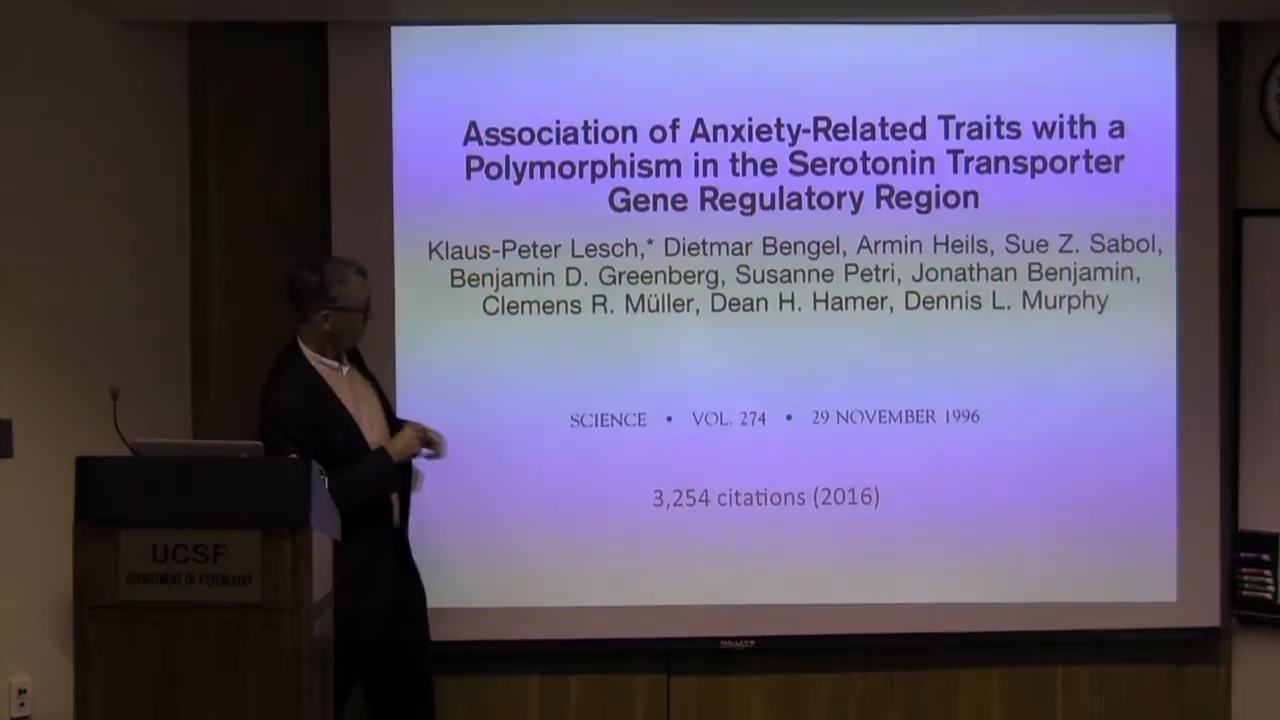 Association of Anxiety-Related Traits with a
Polymorphism in the Serotonin Transporter
Gene Regulatory Region
Klaus-Peter Lesch,* Dietmar Bengel, Armin Heils, Sue Z. Sabol,
Benjamin D. Greenberg, Susanne Petri, Jonathan Benjamin,
Clemens R. Müller, Dean H. Hamer, Dennis L. Murphy
SCIENCE • VOL. 274 • 29 NOVEMBER 1996
3,254 citations (2016)
UCSF
DEPARTMENT OF PSYCHIATRY
DA-LITE